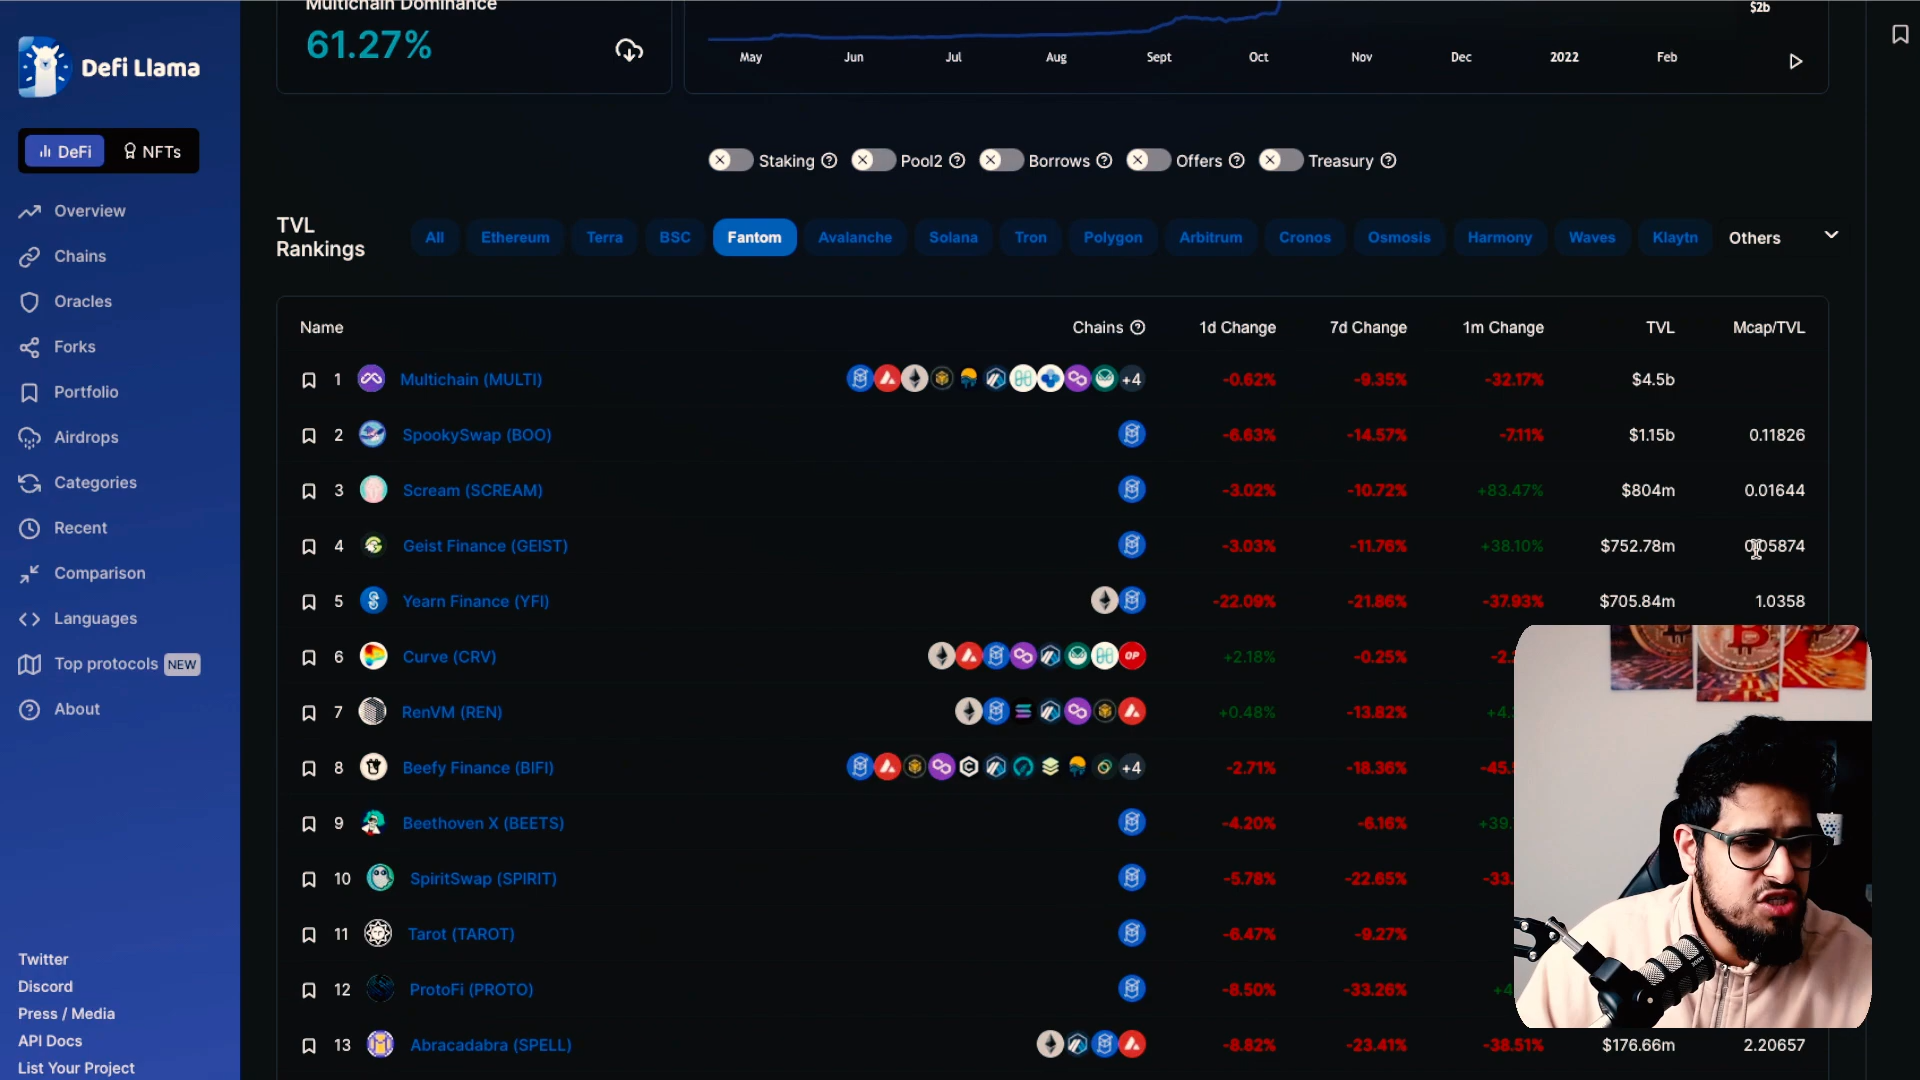 Multichain Dominance
61.27%
$2b
May Jun Jul Aug Sept Oct Nov Dec 2022 Feb
Defi Llama
DeFi NFTs
Overview
Chains
Oracles
Forks
Portfolio
Airdrops
Categories
Recent
Comparison
Languages
Top protocols NEW
About
Twitter
Discord
Press / Media
API Docs
List Your Project
Staking Pool2 Borrows Offers Treasury
TVL
Rankings
All Ethereum Terra BSC Fantom Avalanche Solana Tron Polygon Arbitrum Cronos Osmosis Harmony Waves Klaytn Others
Name Chains 1d Change 7d Change 1m Change TVL Mcap/TVL
1 Multichain (MULTI) +4 -0.62% -9.35% -32.17% $4.5b
2 SpookySwap (BOO) -6.63% -14.57% -7.11% $1.15b 0.11826
3 Scream (SCREAM) -3.02% -10.72% +83.47% $804m 0.01644
4 Geist Finance (GEIST) -3.03% -11.76% +38.10% $752.78m 0.05874
5 Yearn Finance (YFI) -22.09% -21.86% -37.93% $705.84m 1.0358
6 Curve (CRV) OP +2.18% -0.25% -2.
7 RenVM (REN) +0.48% -13.82% +4.
8 Beefy Finance (BIFI) +4 -2.71% -18.36% -45.
9 Beethoven X (BEETS) -4.20% -6.16% +39.
10 SpiritSwap (SPIRIT) -5.78% -22.65% -33.
11 Tarot (TAROT) -6.47% -9.27%
12 ProtoFi (PROTO) -8.50% -33.26% +4
13 Abracadabra (SPELL) -8.82% -23.41% -38.51% $176.66m 2.20657